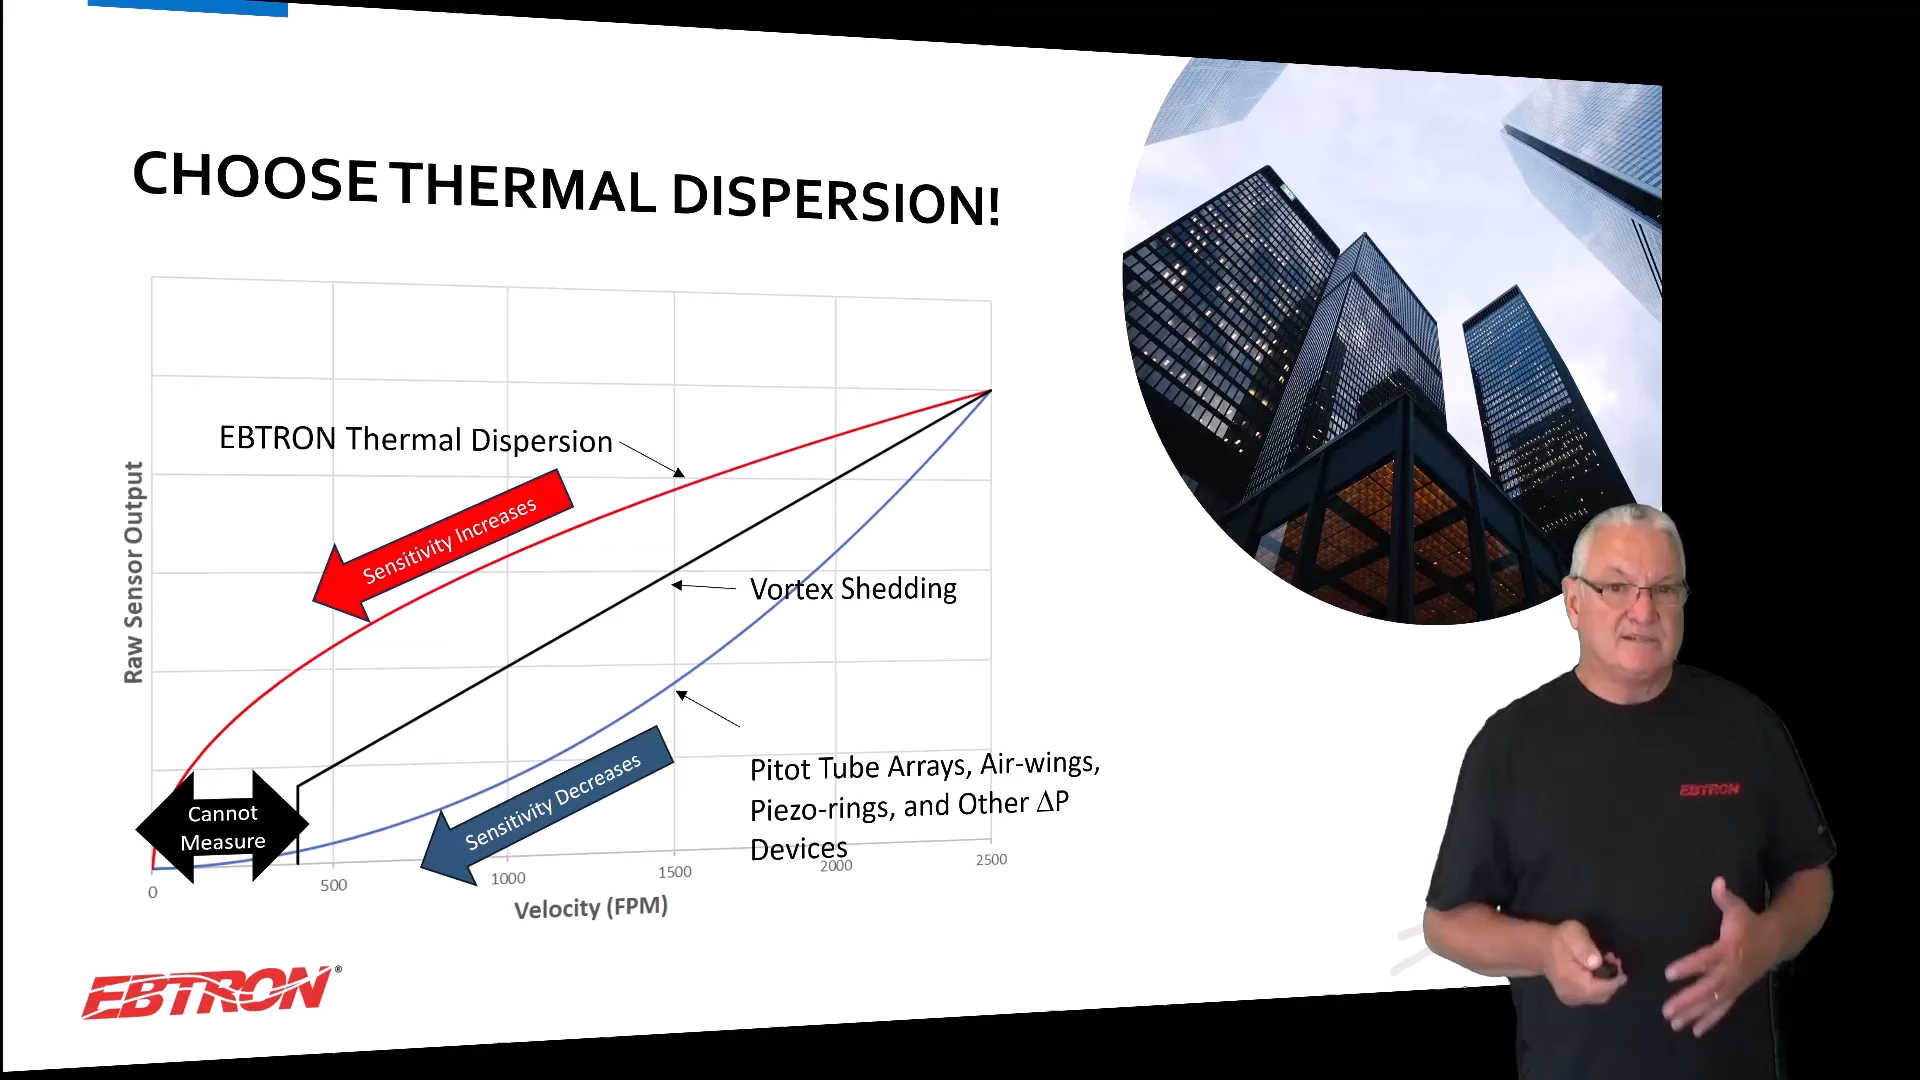 CHOOSE THERMAL DISPERSION!
EBTRON Thermal Dispersion
Sensitivity Increases
Raw Sensor Output
Vortex Shedding
Sensitivity Decreases
Pitot Tube Arrays, Air-wings,
Piezo-rings, and Other ΔP
Devices
Cannot
Measure
0
500
1000
1500
2000
2500
Velocity (FPM)
EBTRON®
EBTRON